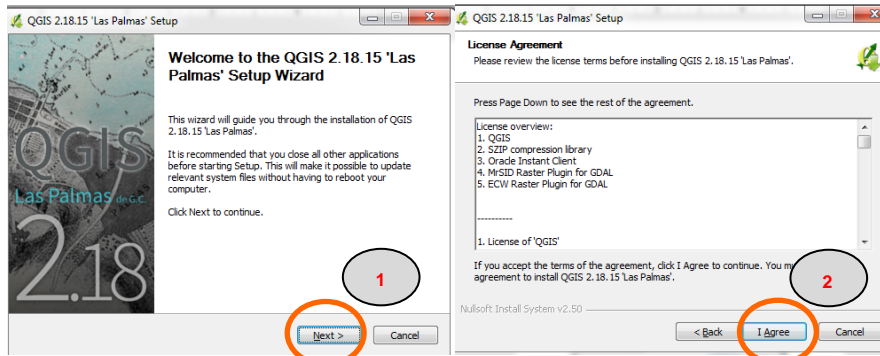 QGIS 2.18.15 'Las Palmas' Setup
Welcome to the QGIS 2.18.15 'Las
Palmas' Setup Wizard
This wizard will guide you through the installation of QGIS
2.18.15 'Las Palmas'.
It is recommended that you close all other applications
before starting Setup. This will make it possible to update
relevant system files without having to reboot your
computer.
Click Next to continue.
QGIS
Las Palmas de G.C.
2.18
1
Next >
Cancel
QGIS 2.18.15 'Las Palmas' Setup
License Agreement
Please review the license terms before installing QGIS 2.18.15 'Las Palmas'.
Press Page Down to see the rest of the agreement.
License overview:
1. QGIS
2. SZIP compression library
3. Oracle Instant Client
4. MrSID Raster Plugin for GDAL
5. ECW Raster Plugin for GDAL
----------
1. License of 'QGIS'
If you accept the terms of the agreement, click I Agree to continue. You
agreement to install QGIS 2.18.15 'Las Palmas'.
2
Nullsoft Install System v2.50
< Back
I Agree
Cancel